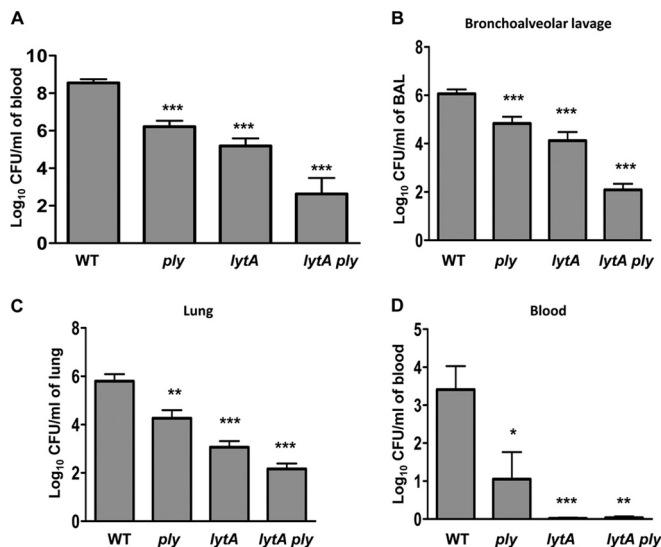 A
Log10 CFU/ml of blood
10
8
6
4
2
0
***
***
***
WT
ply
lytA
lytA ply
B
Bronchoalveolar lavage
Log10 CFU/ml of BAL
6
4
2
0
***
***
***
WT
ply
lytA
lytA ply
C
Lung
Log10 CFU/ml of lung
8
6
4
2
0
**
***
***
WT
ply
lytA
lytA ply
D
Blood
Log10 CFU/ml of blood
5
4
3
2
1
0
*
***
**
WT
ply
lytA
lytA ply